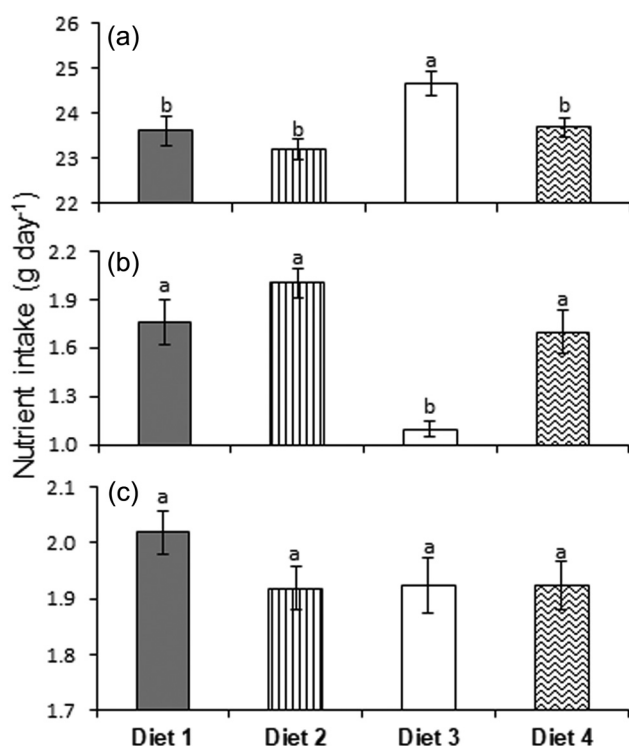 Nutrient intake (g day⁻¹)
(a)
26
25
24
23
22
b
b
a
b
(b)
2.2
1.9
1.6
1.3
1.0
a
a
b
a
(c)
2.1
2.0
1.9
1.8
1.7
a
a
a
a
Diet 1 Diet 2 Diet 3 Diet 4